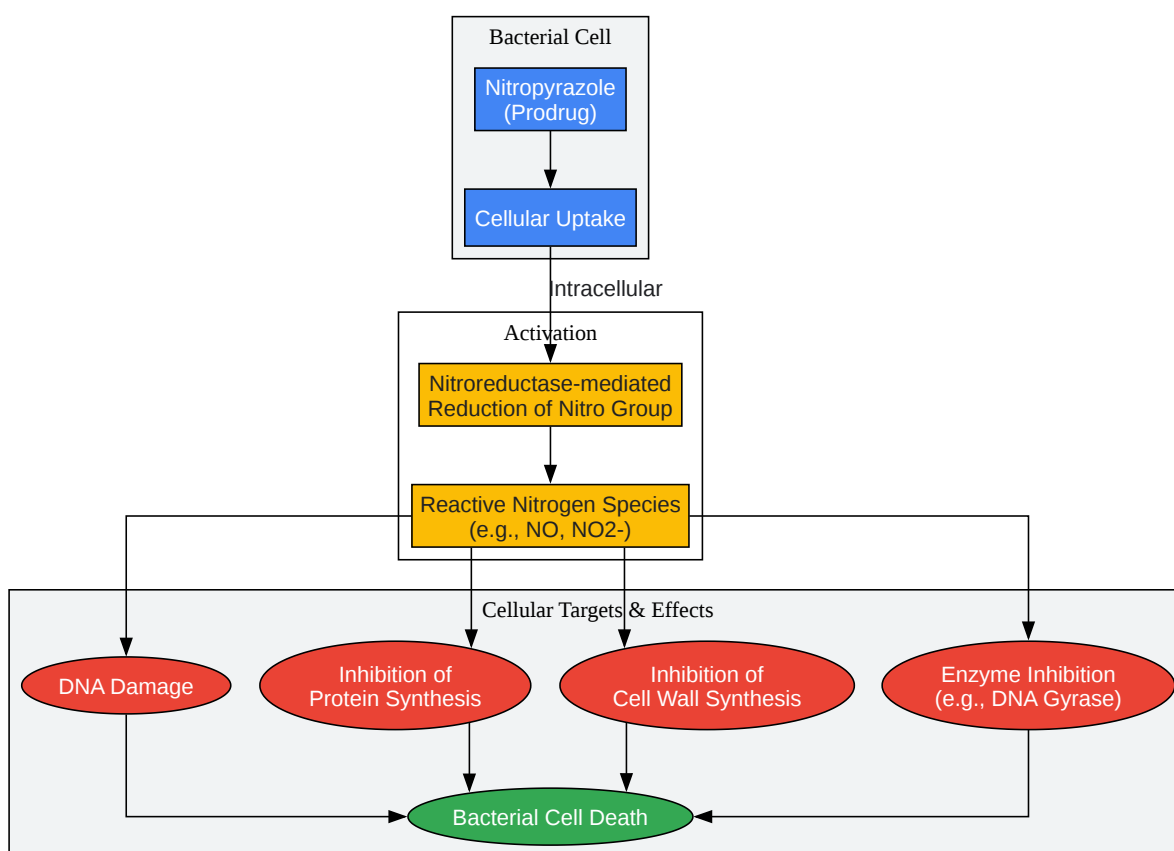 Bacterial Cell
Nitropyrazole
(Prodrug)
Cellular Uptake
Intracellular
Activation
Nitroreductase-mediated
Reduction of Nitro Group
Reactive Nitrogen Species
(e.g., NO, NO2-)
Cellular Targets & Effects
DNA Damage
Inhibition of
Protein Synthesis
Inhibition of
Cell Wall Synthesis
Enzyme Inhibition
(e.g., DNA Gyrase)
Bacterial Cell Death